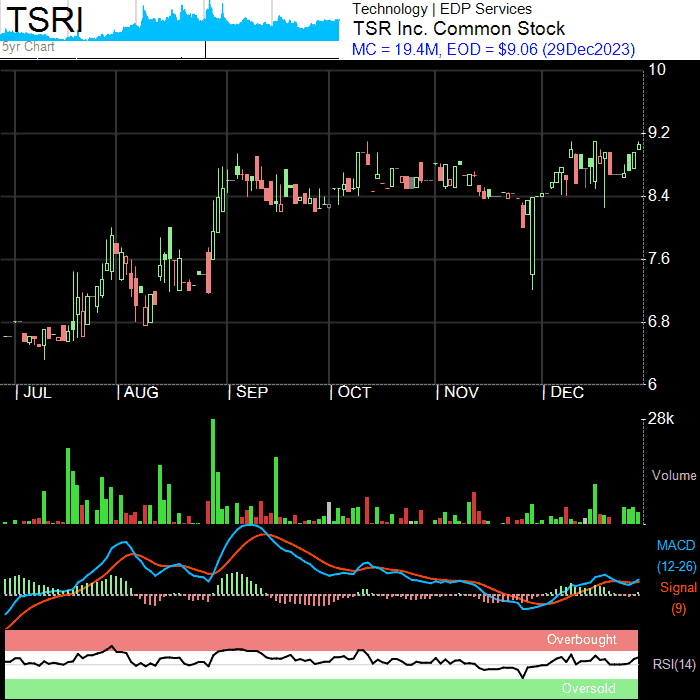 TSRI
5yr Chart
Technology | EDP Services
TSR Inc. Common Stock
MC = 19.4M, EOD = $9.06 (29Dec2023)
10
9.2
8.4
7.6
6.8
6
JUL AUG SEP OCT NOV DEC
28k
Volume
MACD
(12-26)
Signal
(9)
Overbought
RSI(14)
Oversold